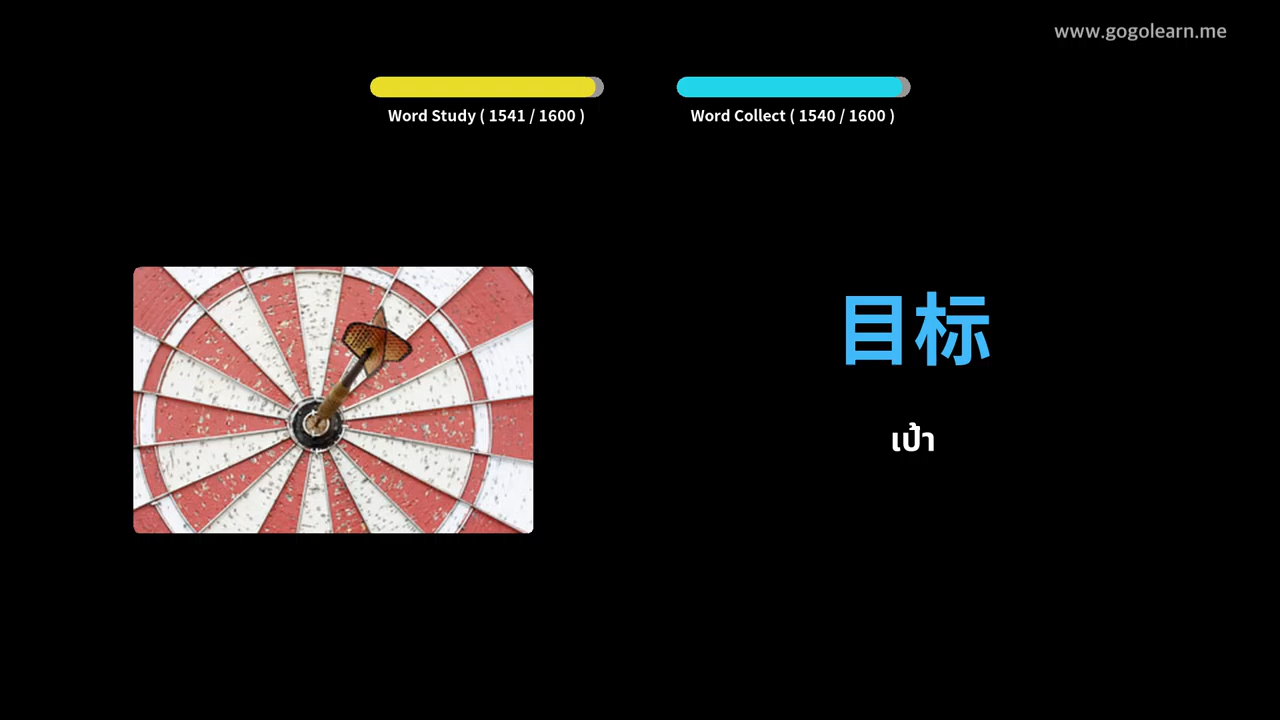 www.gogolearn.me
Word Study ( 1541 / 1600 )
Word Collect ( 1540 / 1600 )
目标
เป้า